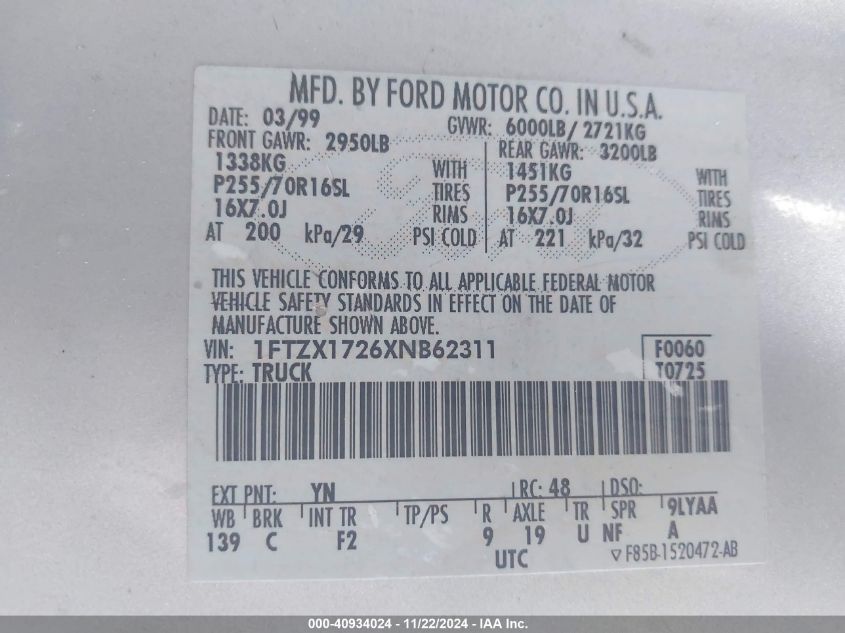 MFD. BY FORD MOTOR CO. IN U.S.A.
DATE: 03/99 GVWR: 6000LB/ 2721KG
FRONT GAWR: 2950LB REAR GAWR: 3200LB
1338KG WITH 1451KG WITH
P255/70R16SL TIRES P255/70R16SL TIRES
16X7.0J RIMS 16X7.0J RIMS
AT 200 kPa/29 PSI COLD AT 221 kPa/32 PSI COLD
THIS VEHICLE CONFORMS TO ALL APPLICABLE FEDERAL MOTOR
VEHICLE SAFETY STANDARDS IN EFFECT ON THE DATE OF
MANUFACTURE SHOWN ABOVE.
VIN: 1FTZX1726XNB62311 F0060
TYPE: TRUCK T0725
EXT PNT: YN RC: 48 DSO:
WB BRK INT TR TP/PS R AXLE TR SPR 9LYAA
139 C F2 9 19 U NF A
UTC ▽F85B-1520472-AB
000-40934024 - 11/22/2024 - IAA Inc.